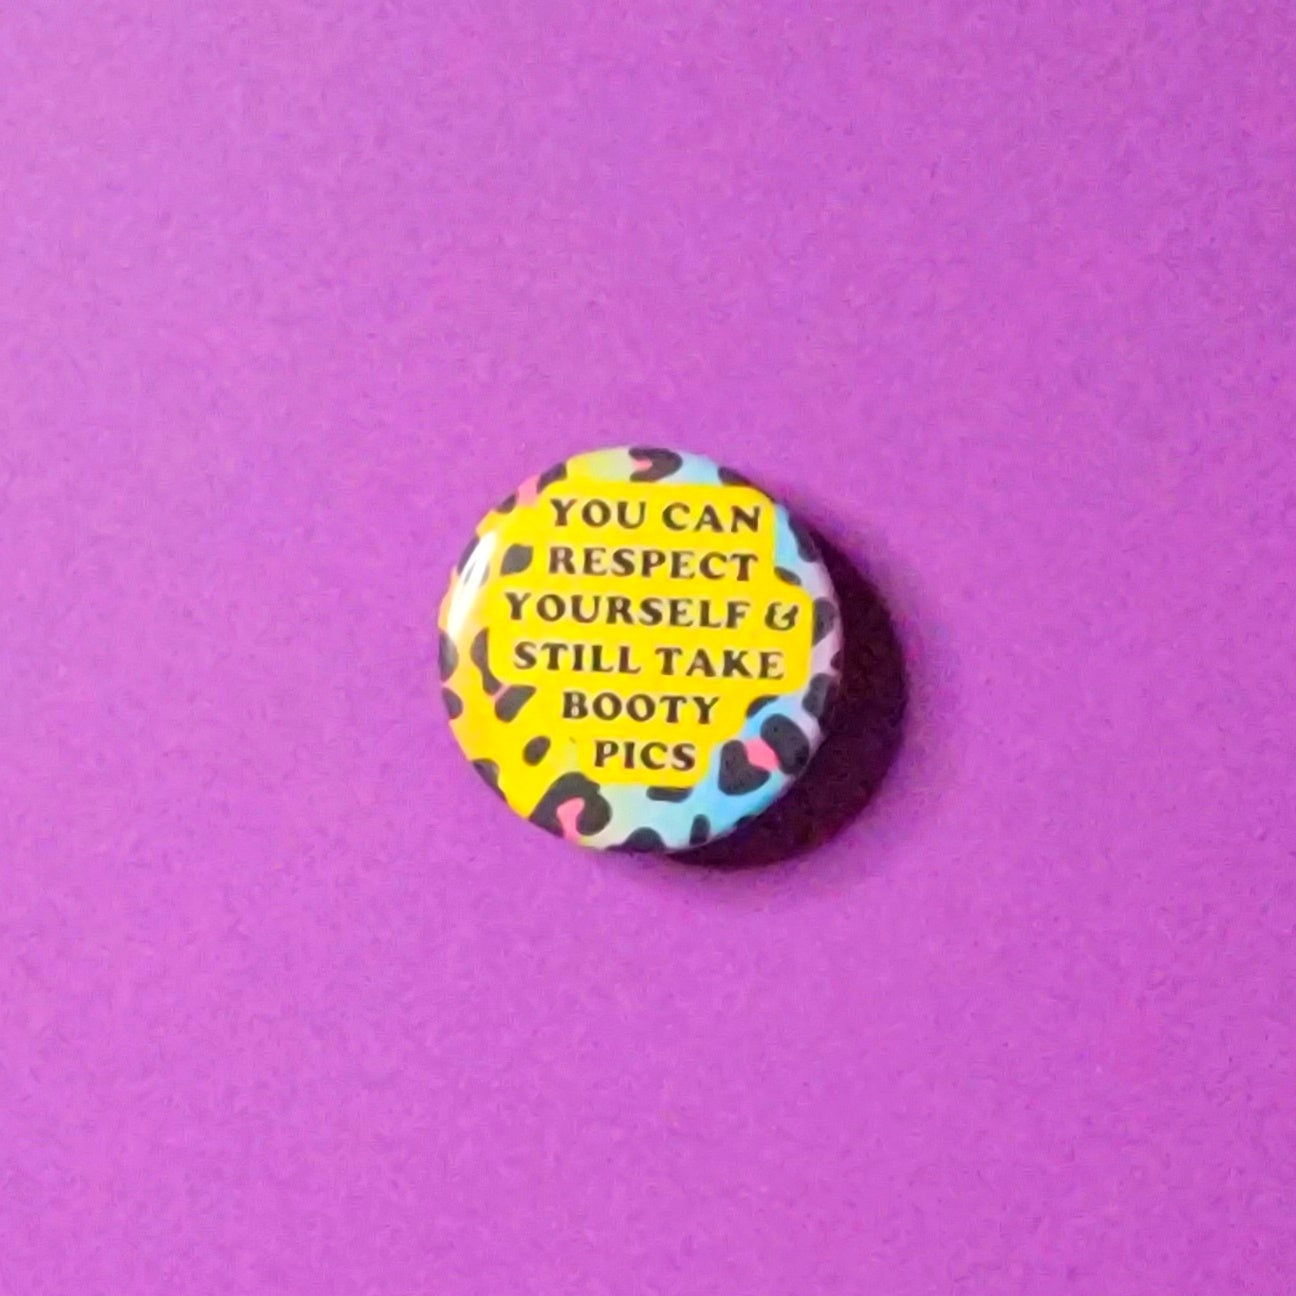 YOU CAN
RESPECT
YOURSELF &
STILL TAKE
BOOTY
PICS